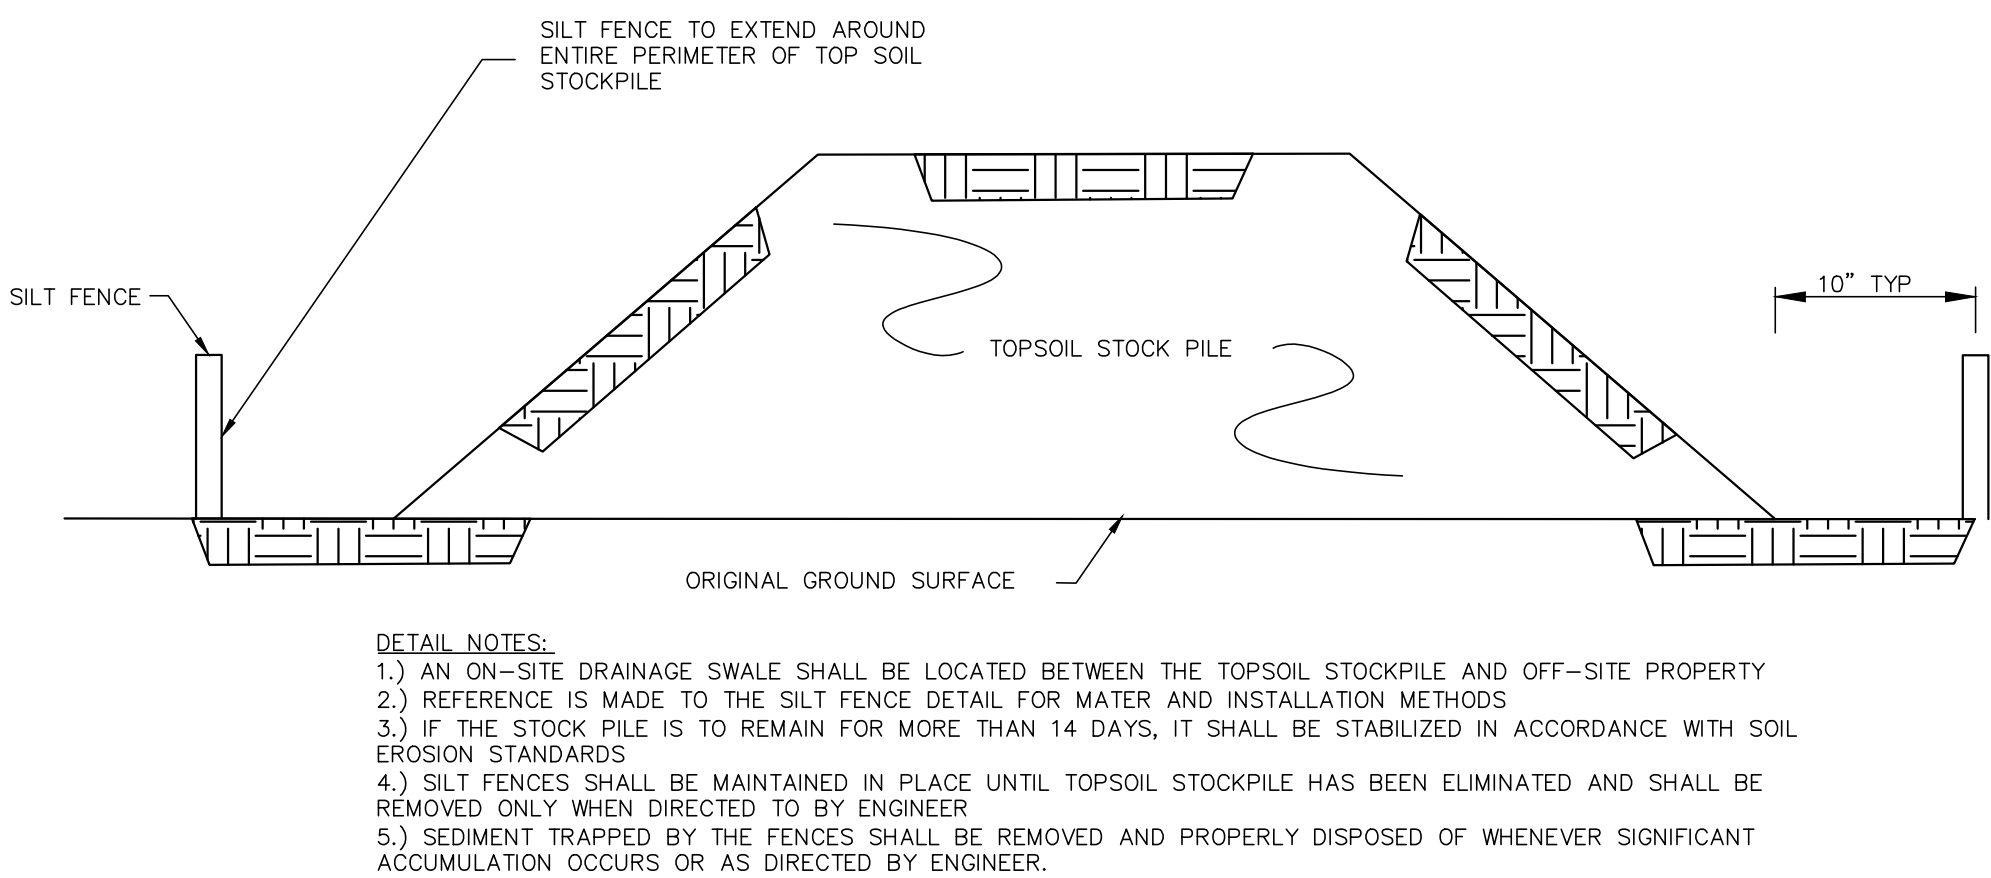 SILT FENCE TO EXTEND AROUND
ENTIRE PERIMETER OF TOP SOIL
STOCKPILE
SILT FENCE
10” TYP
TOPSOIL STOCK PILE
ORIGINAL GROUND SURFACE
DETAIL NOTES:
1.) AN ON-SITE DRAINAGE SWALE SHALL BE LOCATED BETWEEN THE TOPSOIL STOCKPILE AND OFF-SITE PROPERTY
2.) REFERENCE IS MADE TO THE SILT FENCE DETAIL FOR MATER AND INSTALLATION METHODS
3.) IF THE STOCK PILE IS TO REMAIN FOR MORE THAN 14 DAYS, IT SHALL BE STABILIZED IN ACCORDANCE WITH SOIL
EROSION STANDARDS
4.) SILT FENCES SHALL BE MAINTAINED IN PLACE UNTIL TOPSOIL STOCKPILE HAS BEEN ELIMINATED AND SHALL BE
REMOVED ONLY WHEN DIRECTED TO BY ENGINEER
5.) SEDIMENT TRAPPED BY THE FENCES SHALL BE REMOVED AND PROPERLY DISPOSED OF WHENEVER SIGNIFICANT
ACCUMULATION OCCURS OR AS DIRECTED BY ENGINEER.